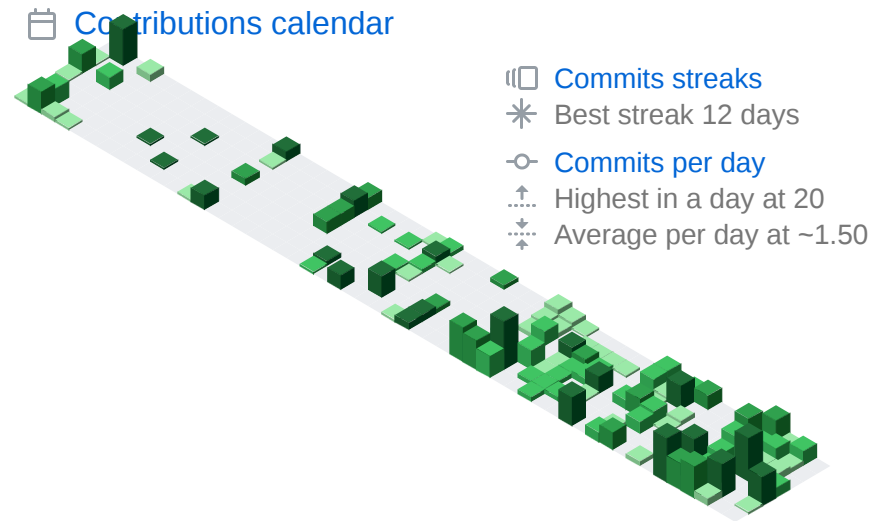 Contributions calendar
Commits streaks
Best streak 12 days
Commits per day
Highest in a day at 20
Average per day at ~1.50